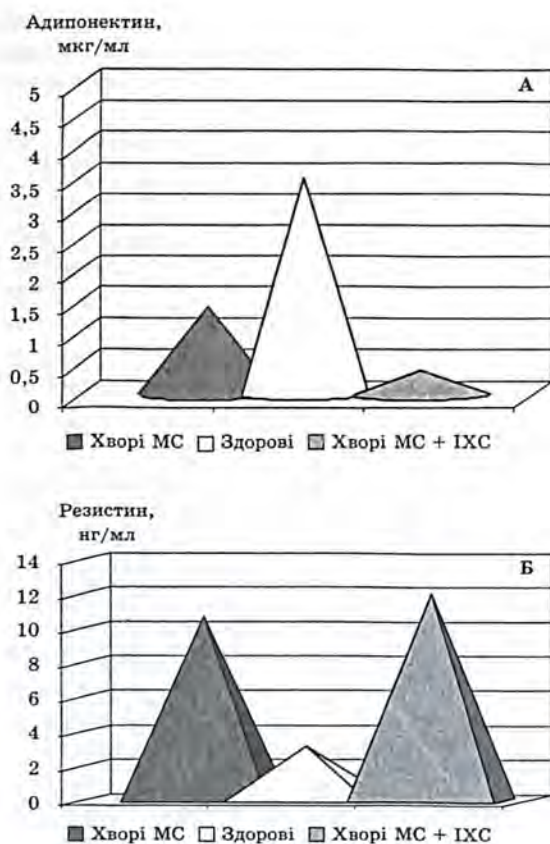 Адипонектин,
мкг/мл
А
5
4,5
4
3,5
3
2,5
2
1,5
1
0,5
0
Хворі МС Здорові Хворі МС + ІХС
Резистин,
нг/мл
Б
14
12
10
8
6
4
2
0
Хворі МС Здорові Хворі МС + ІХС